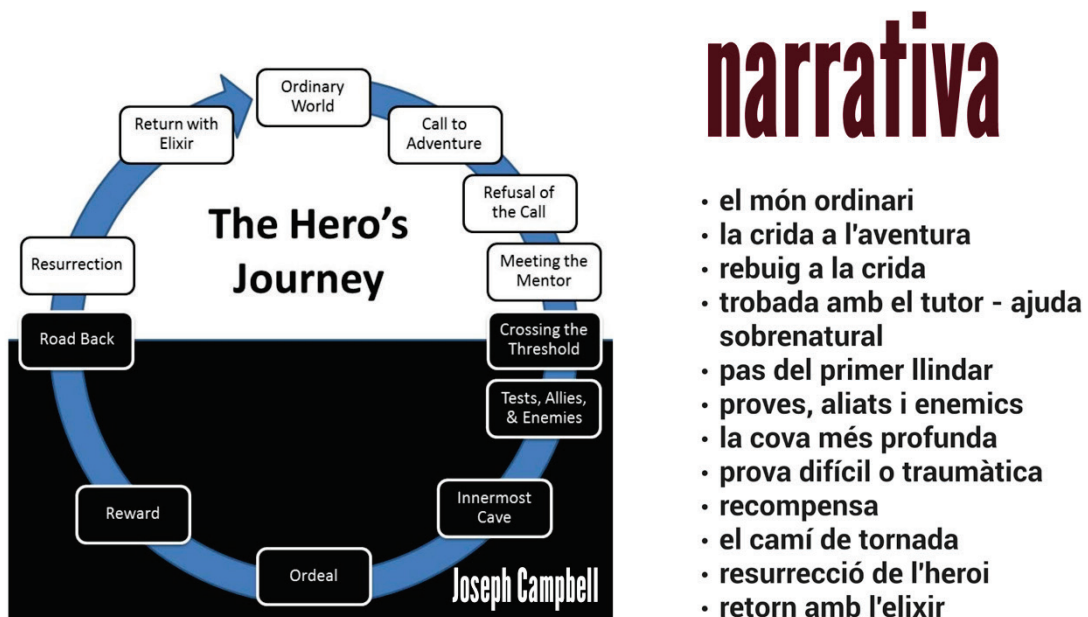 Ordinary
World
Call to
Adventure
Refusal of
the Call
Meeting the
Mentor
Crossing the
Threshold
Tests, Allies,
& Enemies
Innermost
Cave
Ordeal
Reward
Road Back
Resurrection
Return with
Elixir
The Hero's
Journey
Joseph Campbell
narrativa
• el món ordinari
• la crida a l'aventura
• rebuig a la crida
• trobada amb el tutor - ajuda
sobrenatural
• pas del primer llindar
• proves, aliats i enemics
• la cova més profunda
• prova difícil o traumàtica
• recompensa
• el camí de tornada
• resurrecció de l'heroi
• retorn amb l'elixir